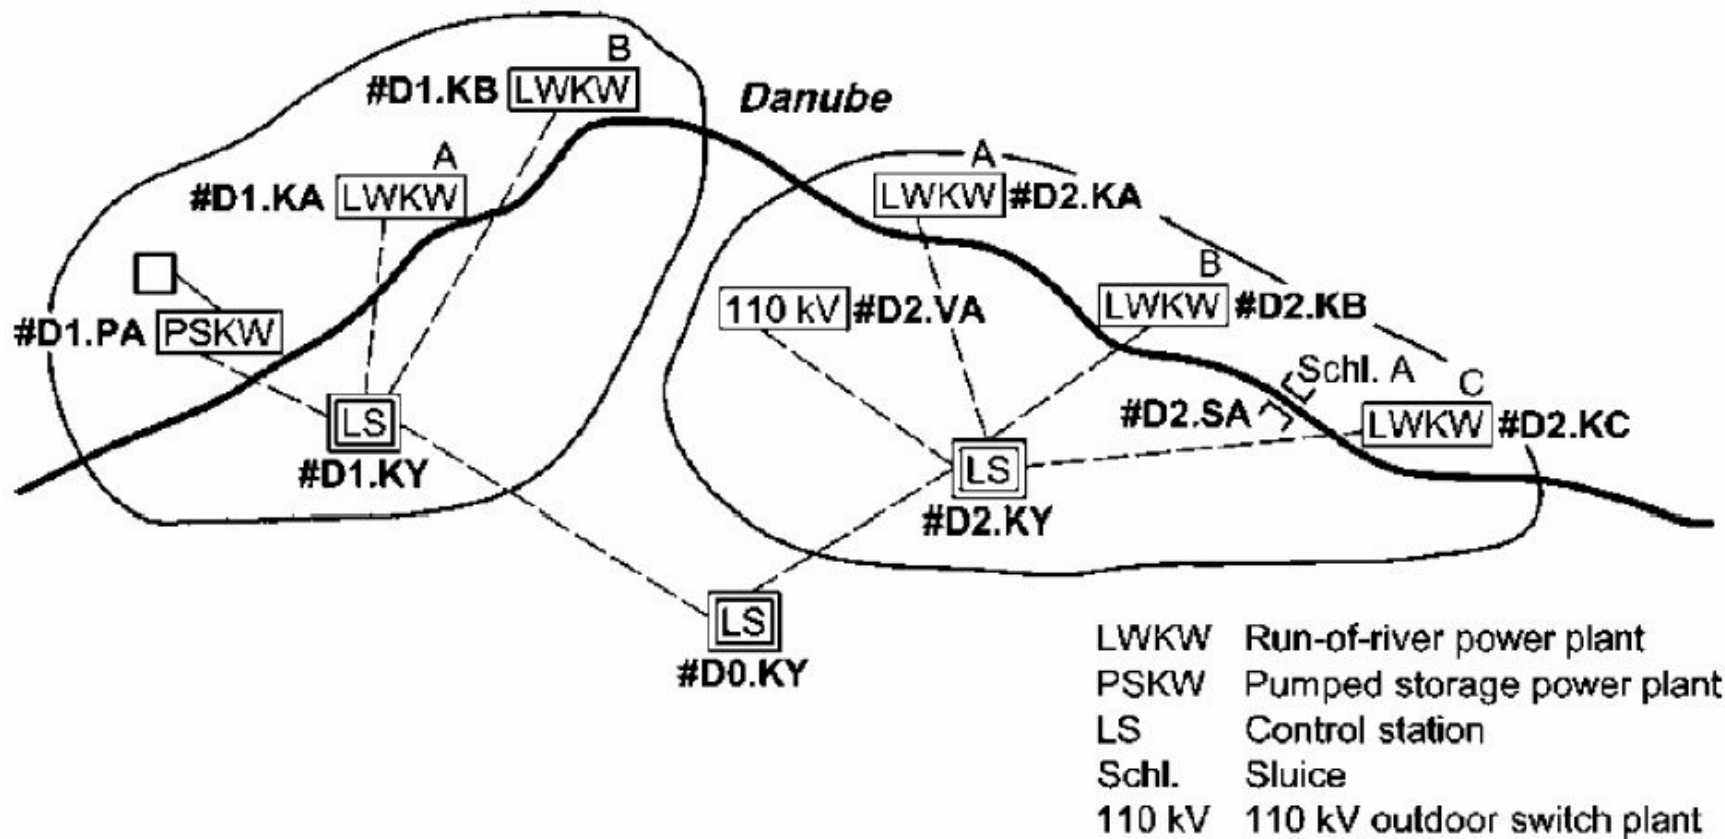 B
#D1.KB LWKW
Danube
A
#D1.KA LWKW
A
LWKW #D2.KA
B
110 kV #D2.VA
LWKW #D2.KB
#D1.PA PSKW
Schl. A
C
#D2.SA
LWKW #D2.KC
LS
#D1.KY
LS
#D2.KY
LS
#D0.KY
LWKW Run-of-river power plant
PSKW Pumped storage power plant
LS Control station
Schl. Sluice
110 kV 110 kV outdoor switch plant